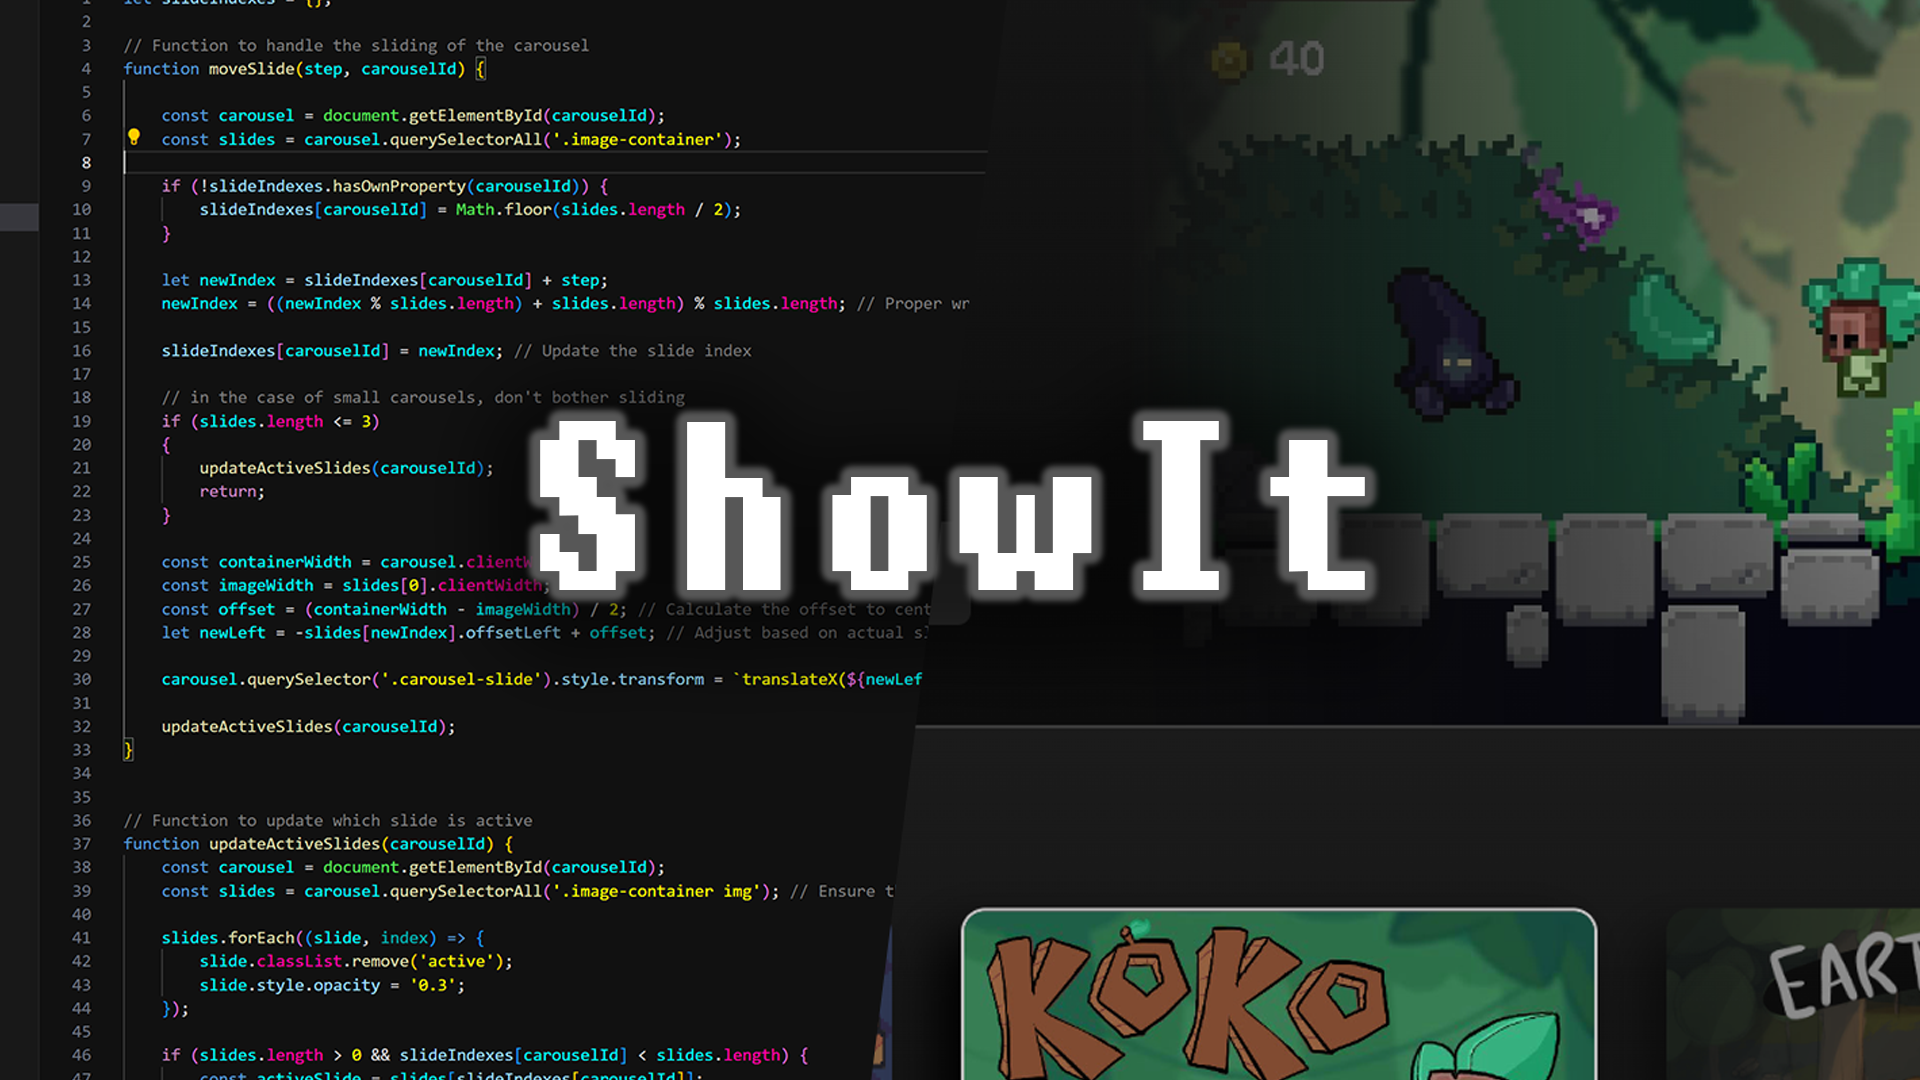 1 let slideIndexes = {};
2
3 // Function to handle the sliding of the carousel
4 function moveSlide(step, carouselId) {
5
6 const carousel = document.getElementById(carouselId);
7 const slides = carousel.querySelectorAll('.image-container');
8
9 if (!slideIndexes.hasOwnProperty(carouselId)) {
10 slideIndexes[carouselId] = Math.floor(slides.length / 2);
11 }
12
13 let newIndex = slideIndexes[carouselId] + step;
14 newIndex = ((newIndex % slides.length) + slides.length) % slides.length; // Proper wr
15
16 slideIndexes[carouselId] = newIndex; // Update the slide index
17
18 // in the case of small carousels, don't bother sliding
19 if (slides.length <= 3)
20 {
21 updateActiveSlides(carouselId);
22 return;
23 }
24
25 const containerWidth = carousel.clientW
26 const imageWidth = slides[0].clientWidth;
27 const offset = (containerWidth - imageWidth) / 2; // Calculate the offset to cent
28 let newLeft = -slides[newIndex].offsetLeft + offset; // Adjust based on actual sl
29
30 carousel.querySelector('.carousel-slide').style.transform = `translateX(${newLef
31
32 updateActiveSlides(carouselId);
33 }
34
35
36 // Function to update which slide is active
37 function updateActiveSlides(carouselId) {
38 const carousel = document.getElementById(carouselId);
39 const slides = carousel.querySelectorAll('.image-container img'); // Ensure t
40
41 slides.forEach((slide, index) => {
42 slide.classList.remove('active');
43 slide.style.opacity = '0.3';
44 });
45
46 if (slides.length > 0 && slideIndexes[carouselId] < slides.length) {
47 const activeSlide = slides[slideIndexes[carouselId]];
ShowIt
40
KOKO
EART